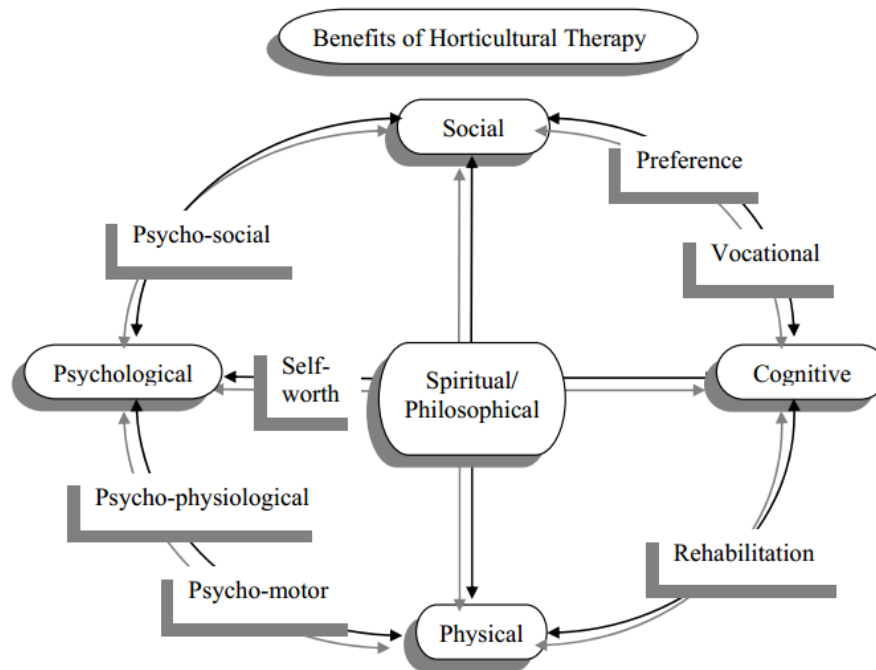 Benefits of Horticultural Therapy
Social
Preference
Psycho-social
Vocational
Psychological
Self-
worth
Spiritual/
Philosophical
Cognitive
Psycho-physiological
Rehabilitation
Psycho-motor
Physical